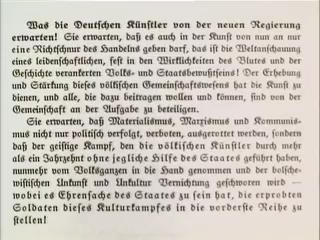 Was die Deutschen Künstler von der neuen Regierung
erwarten! Sie erwarten, daß es auch in der Kunst von nun an nur
eine Richtschnur des Handelns geben darf, das ist die Weltanschauung
eines leidenschaftlichen, fest in den Wirklichkeiten des Blutes und der
Geschichte verankerten Volks- und Staatsbewußtseins! Der Erhebung
und Stärkung dieses völkischen Gemeinschaftswesens hat die Kunst zu
dienen, und alle, die dazu beitragen wollen und können, sind von der
Gemeinschaft an der Aufgabe zu beteiligen.
Sie erwarten, daß Materialismus, Marxismus und Kommunis-
mus nicht nur politisch verfolgt, verboten, ausgerottet werden, sondern
daß der geistige Kampf, den die völkischen Künstler durch mehr
als ein Jahrzehnt ohne jegliche Hilfe des Staates geführt haben,
nunmehr vom Volksganzen in die Hand genommen und der bolsche-
wistischen Unkunst und Unkultur Vernichtung geschworen wird —
wobei es Ehrensache des Staates zu sein hat, die erprobten
Soldaten dieses Kulturkampfes in die vorderste Reihe zu
stellen!